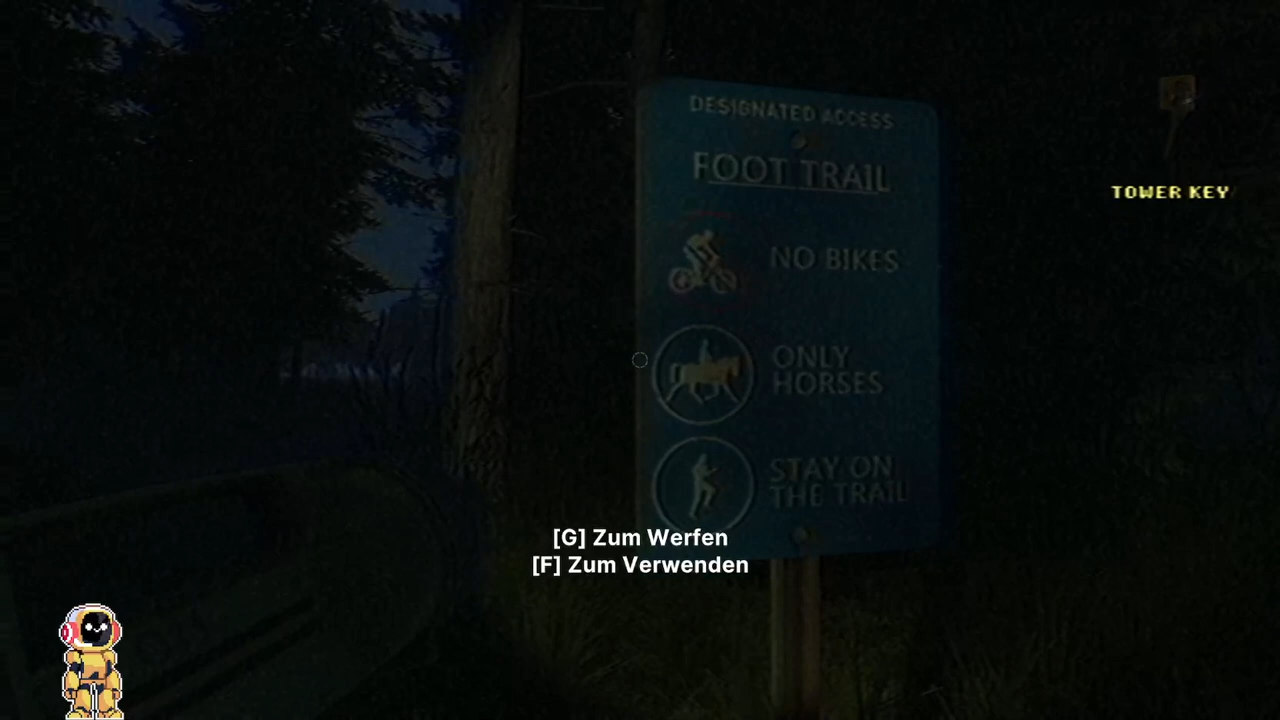 DESIGNATED ACCESS
FOOT TRAIL
NO BIKES
ONLY
HORSES
STAY ON
THE TRAIL
TOWER KEY
[G] Zum Werfen
[F] Zum Verwenden